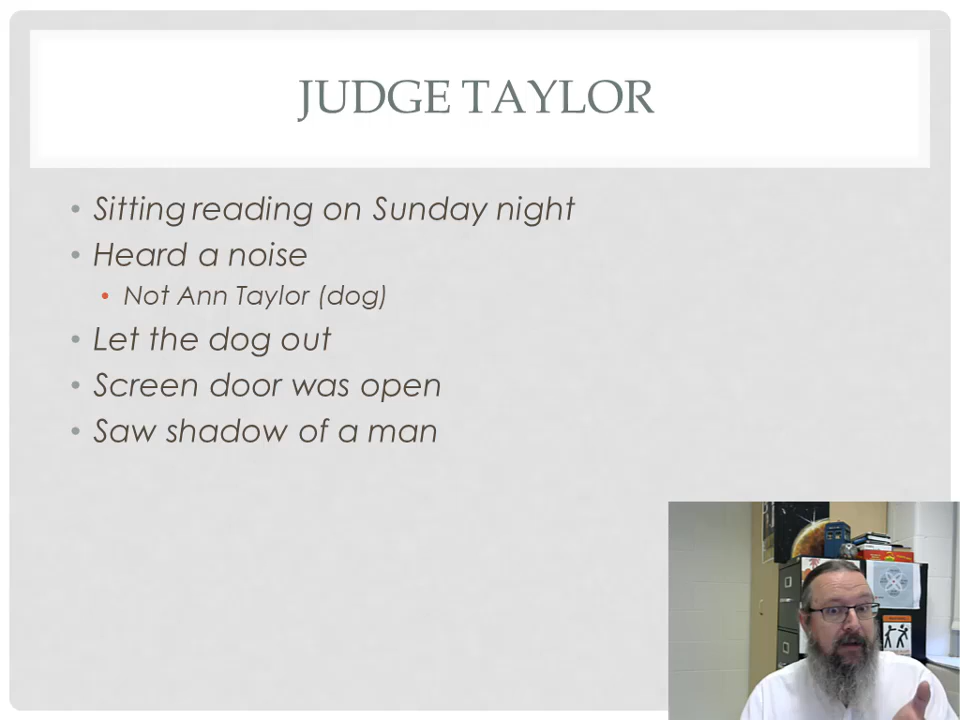 JUDGE TAYLOR
• Sitting reading on Sunday night
• Heard a noise
• Not Ann Taylor (dog)
• Let the dog out
• Screen door was open
• Saw shadow of a man